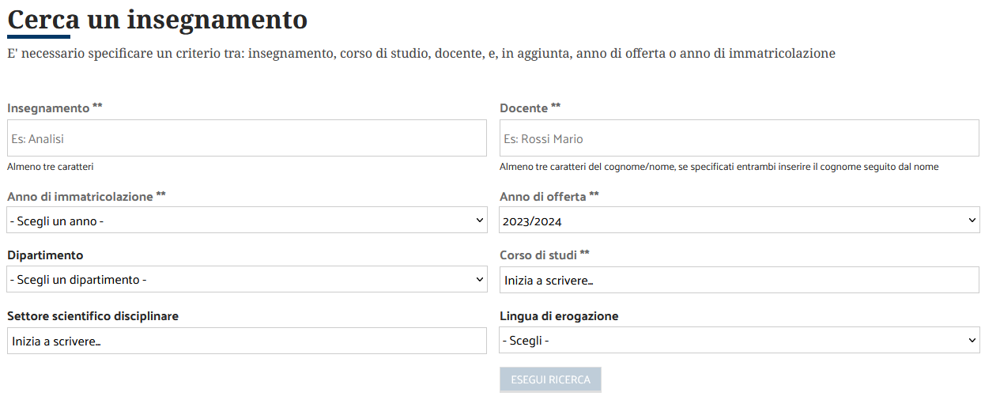 Cerca un insegnamento
E' necessario specificare un criterio tra: insegnamento, corso di studio, docente, e, in aggiunta, anno di offerta o anno di immatricolazione
Insegnamento **
Docente **
Es: Analisi
Es: Rossi Mario
Almeno tre caratteri
Almeno tre caratteri del cognome/nome, se specificati entrambi inserire il cognome seguito dal nome
Anno di immatricolazione **
Anno di offerta **
- Scegli un anno -
2023/2024
Dipartimento
Corso di studi **
- Scegli un dipartimento -
Inizia a scrivere...
Settore scientifico disciplinare
Lingua di erogazione
Inizia a scrivere...
- Scegli -
ESEGUI RICERCA